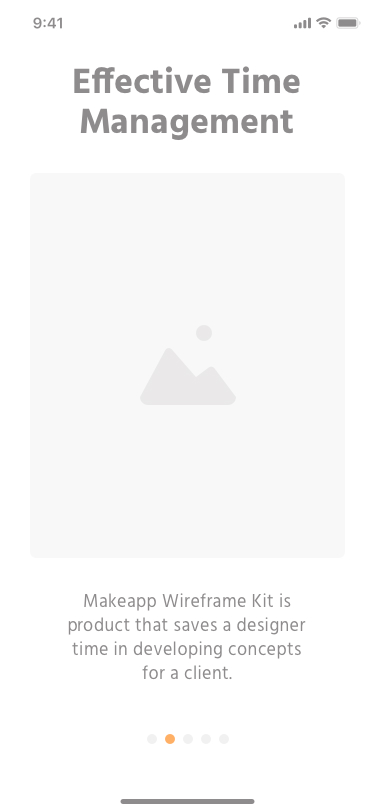 9:41
Effective Time
Management
Makeapp Wireframe Kit is
product that saves a designer
time in developing concepts
for a client.